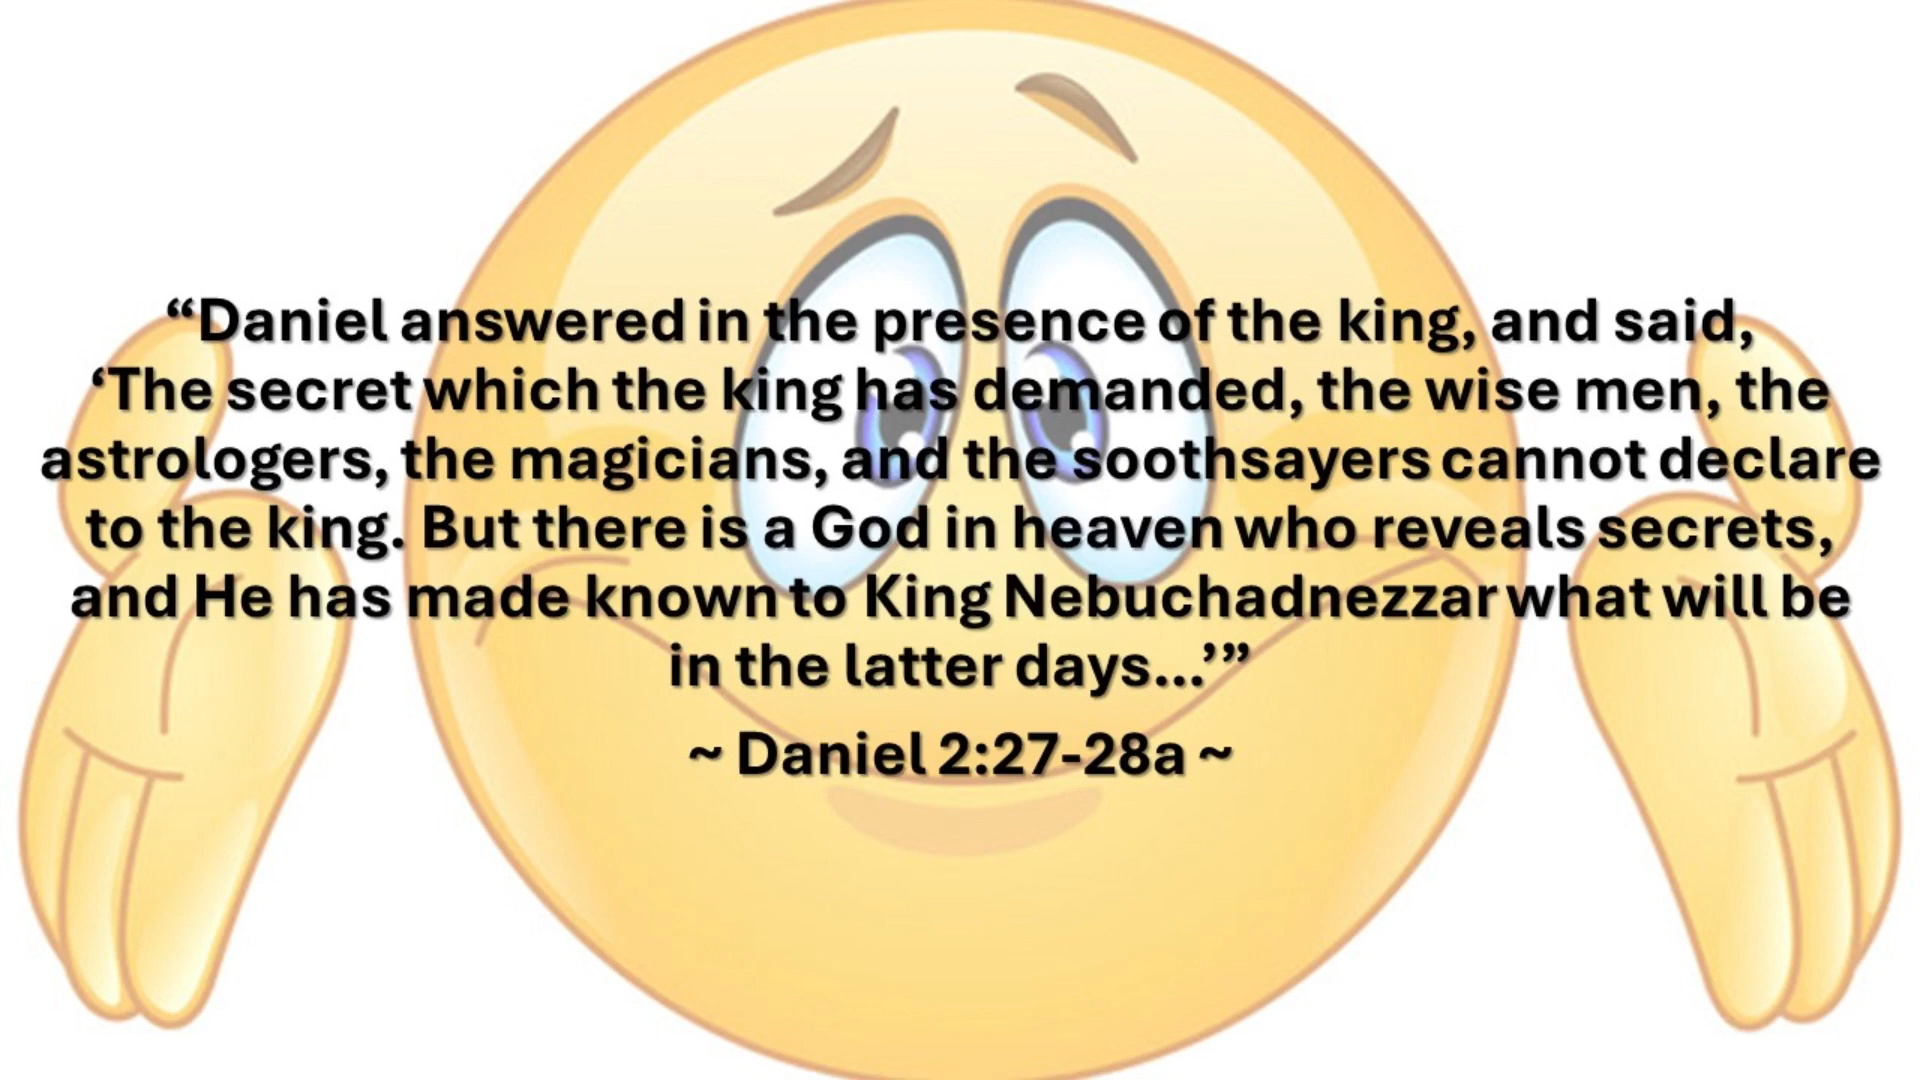 “Daniel answered in the presence of the king, and said,
‘The secret which the king has demanded, the wise men, the
astrologers, the magicians, and the soothsayers cannot declare
to the king. But there is a God in heaven who reveals secrets,
and He has made known to King Nebuchadnezzar what will be
in the latter days...’”
~ Daniel 2:27-28a ~